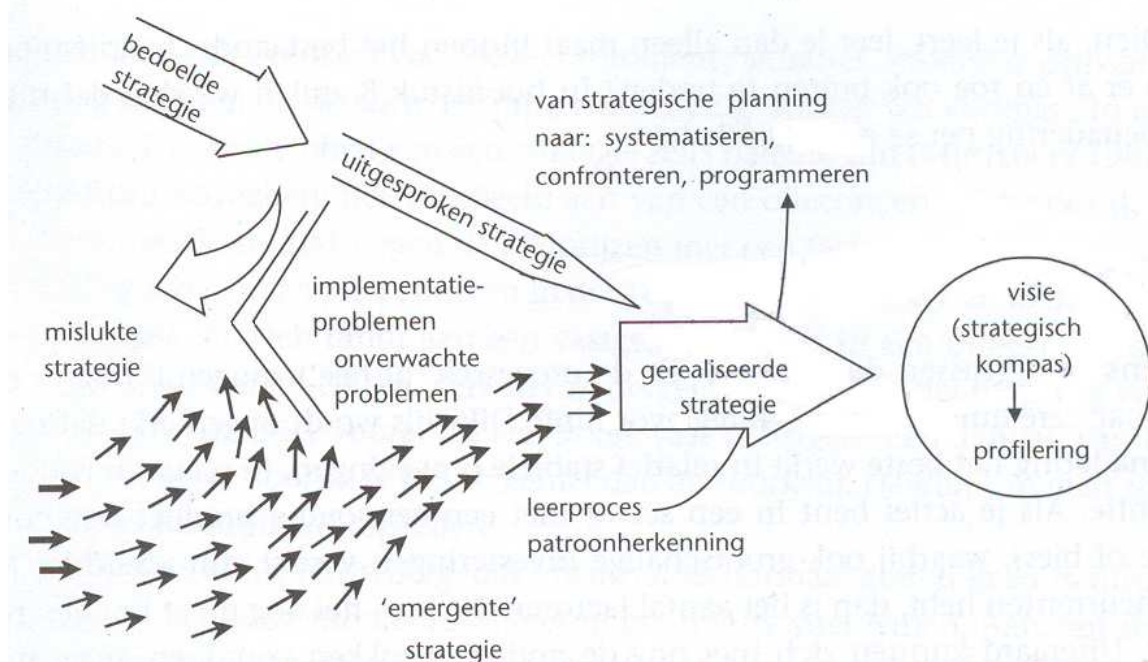 bedoelde
strategie
uitgesproken strategie
van strategische planning
naar: systematiseren,
confronteren, programmeren
mislukte
strategie
implementatie-
problemen
onverwachte
problemen
gerealiseerde
strategie
visie
(strategisch
kompas)
profilering
leerproces
patroonherkenning
'emergente'
strategie